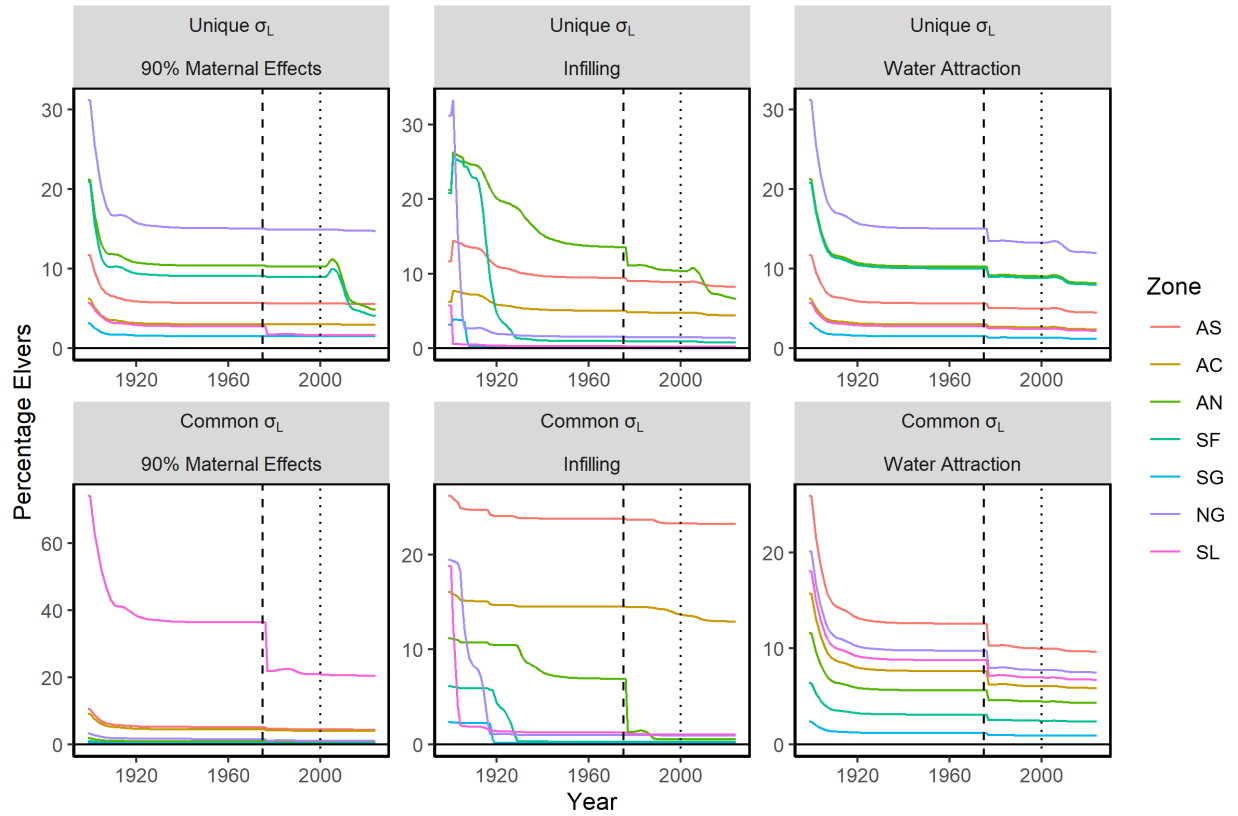 Unique σL
90% Maternal Effects
Unique σL
Infilling
Unique σL
Water Attraction
30
20
10
0
1920
1960
2000
30
20
10
0
1920
1960
2000
30
20
10
0
1920
1960
2000
Common σL
90% Maternal Effects
Common σL
Infilling
Common σL
Water Attraction
60
40
20
0
1920
1960
2000
20
10
0
1920
1960
2000
20
10
0
1920
1960
2000
Percentage Elvers
Year
Zone
AS
AC
AN
SF
SG
NG
SL